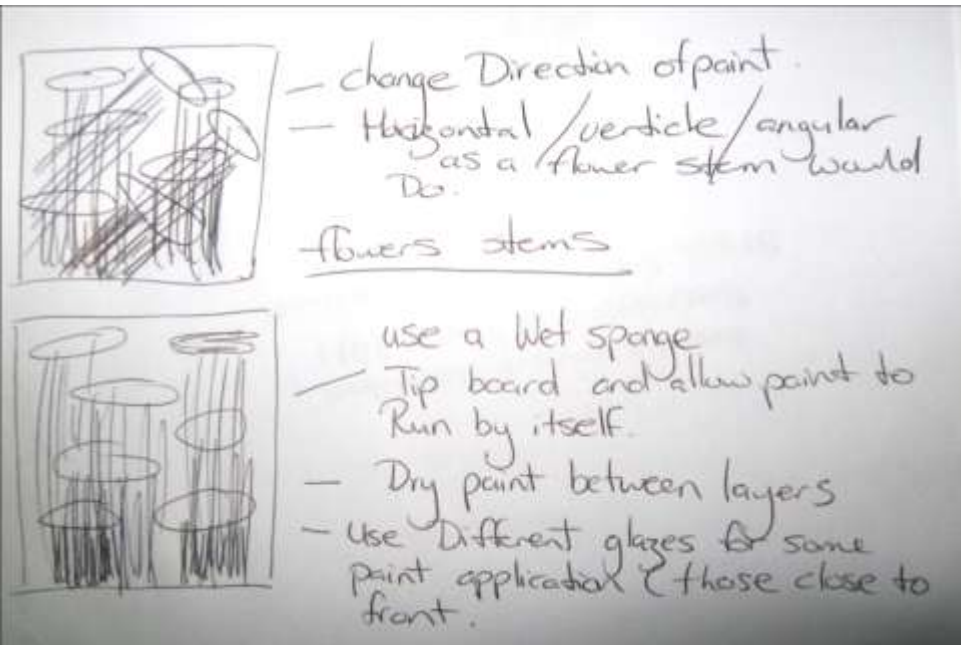 - change Direction of paint.
- Horizontal / verticle / angular
as a flower stem would
Do.
flowers stems
use a Wet sponge
- Tip board and allow paint to
Run by itself.
- Dry paint between layers
- Use Different glazes for some
paint application & those close to
front.